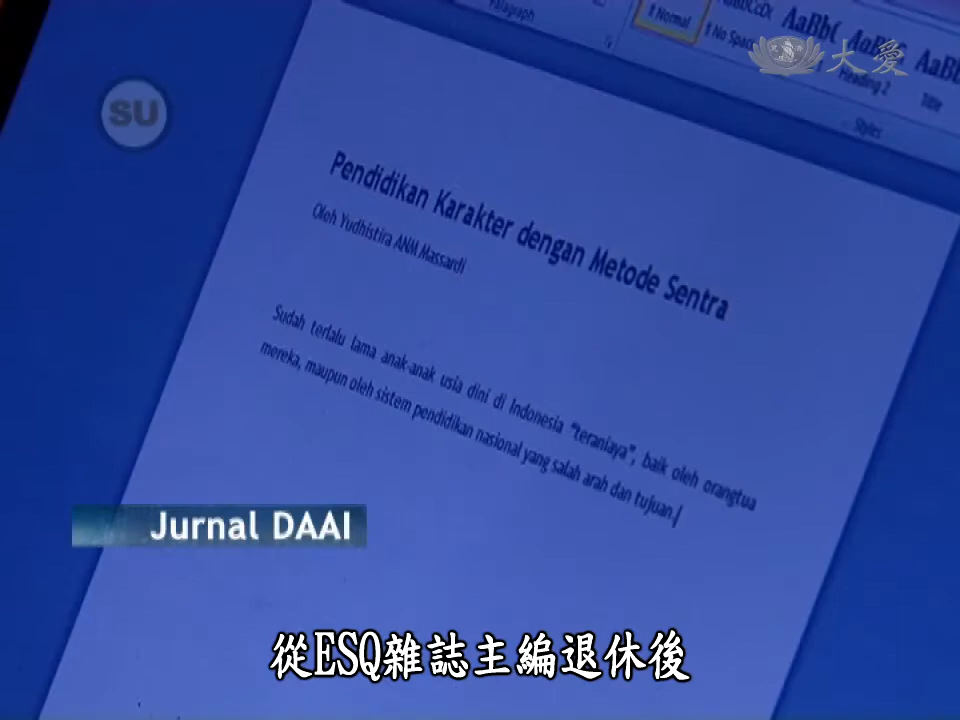 Paragraph
¶ Normal
¶ No Spac
Heading 2
Title
Styles
AaBb(
AaBb
大愛
SU
Pendidikan Karakter dengan Metode Sentra
Oleh Yudhistira ANM Massardi
Sudah terlalu lama anak-anak usia dini di Indonesia "teraniaya", baik oleh orangtua
mereka, maupun oleh sistem pendidikan nasional yang salah arah dan tujuan.
Jurnal DAAI
從ESQ雜誌主編退休後